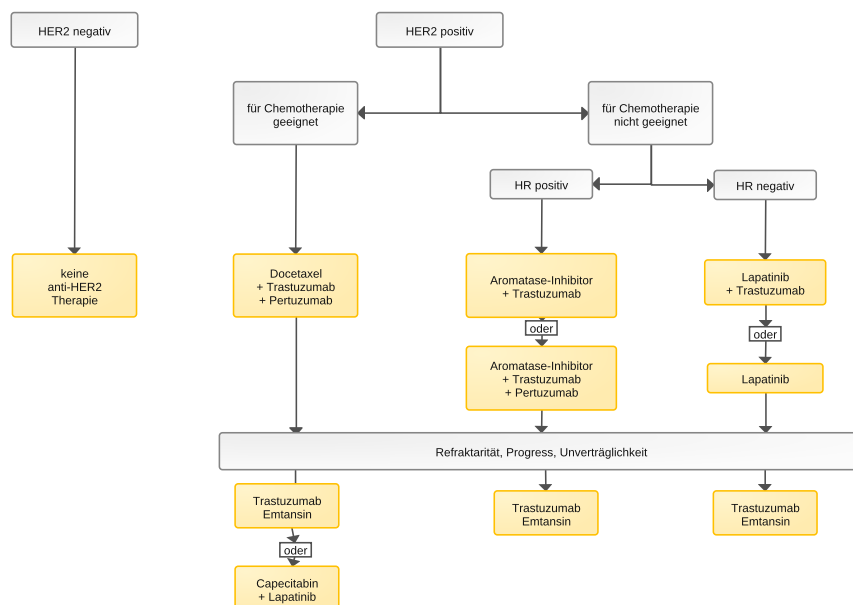 HER2 negativ
HER2 positiv
für Chemotherapie
geeignet
für Chemotherapie
nicht geeignet
HR positiv
HR negativ
keine
anti-HER2
Therapie
Docetaxel
+ Trastuzumab
+ Pertuzumab
Aromatase-Inhibitor
+ Trastuzumab
Lapatinib
+ Trastuzumab
oder
oder
Aromatase-Inhibitor
+ Trastuzumab
+ Pertuzumab
Lapatinib
Refraktarität, Progress, Unverträglichkeit
Trastuzumab
Emtansin
Trastuzumab
Emtansin
Trastuzumab
Emtansin
oder
Capecitabin
+ Lapatinib